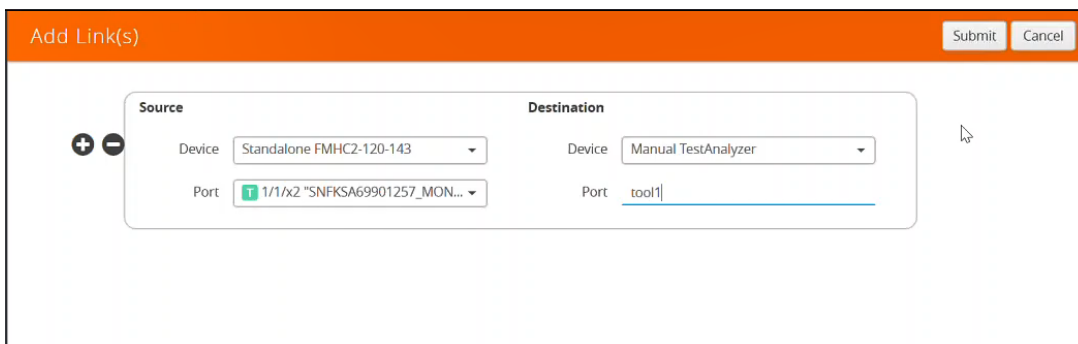 Add Link(s)
Submit
Cancel
Source
Destination
Device
Standalone FMHC2-120-143
Device
Manual TestAnalyzer
Port
T 1/1/x2 "SNFKSA69901257_MON...
Port
tool1